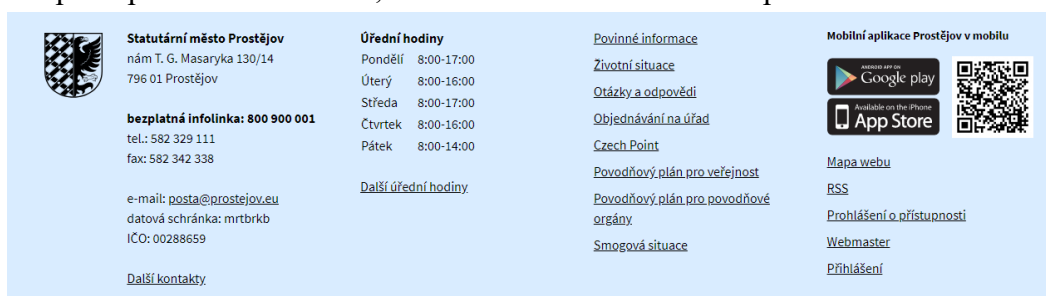 Statutární město Prostějov
nám T. G. Masaryka 130/14
796 01 Prostějov
bezplatná infolinka: 800 900 001
tel.: 582 329 111
fax: 582 342 338
e-mail: posta@prostejov.eu
datová schránka: mrtbrkb
IČO: 00288659
Další kontakty
Úřední hodiny
Pondělí 8:00-17:00
Úterý 8:00-16:00
Středa 8:00-17:00
Čtvrtek 8:00-16:00
Pátek 8:00-14:00
Další úřední hodiny
Povinné informace
Životní situace
Otázky a odpovědi
Objednávání na úřad
Czech Point
Povodňový plán pro veřejnost
Povodňový plán pro povodňové
orgány
Smogová situace
Mobilní aplikace Prostějov v mobilu
ANDROID APP ON
Google play
Available on the iPhone
App Store
Mapa webu
RSS
Prohlášení o přístupnosti
Webmaster
Přihlášení